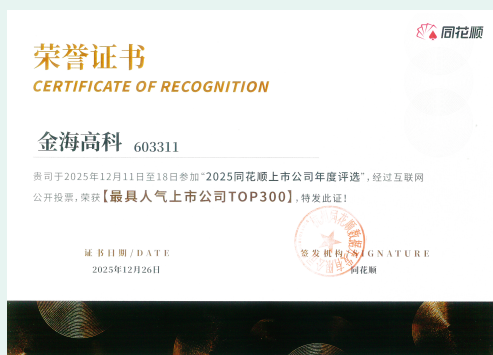 同花顺
荣誉证书
CERTIFICATE OF RECOGNITION
金海高科 603311
贵司于2025年12月11日至18日参加“2025同花顺上市公司年度评选”,经过互联网
公开投票,荣获【最具人气上市公司TOP300】,特发此证!
证书日期/DATE
签发机构/SIGNATURE
2025年12月26日
同花顺